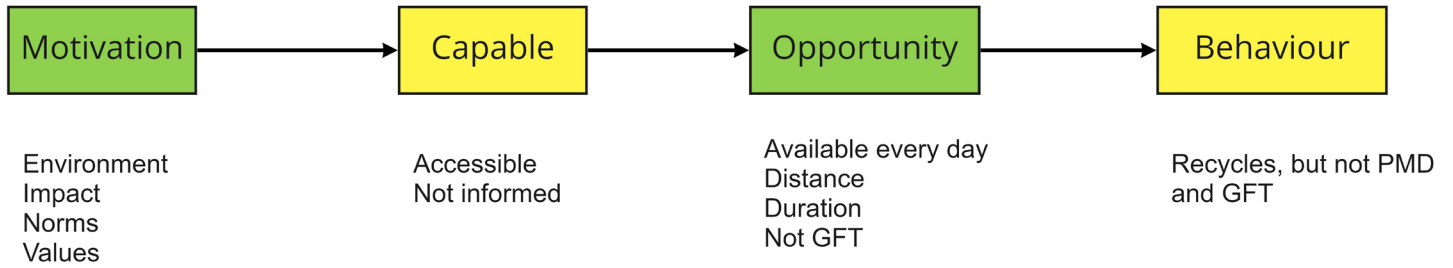 Motivation
Capable
Opportunity
Behaviour
Environment
Impact
Norms
Values
Accessible
Not informed
Available every day
Distance
Duration
Not GFT
Recycles, but not PMD
and GFT